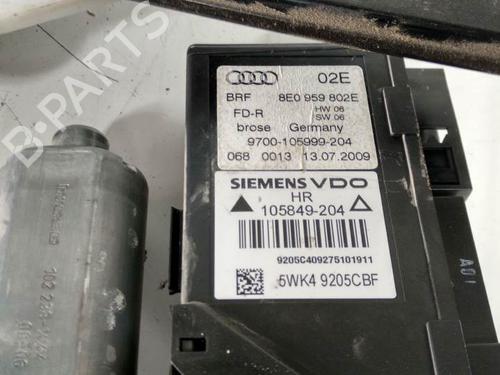 B-PARTS
02E
BRF 8E0 959 802E
FD-R HW 06
SW 06
brose Germany
9700-105999-204
068 0013 13.07.2009
SIEMENS VDO
HR
105849-204
9205C409275101911
5WK4 9205CBF
A01